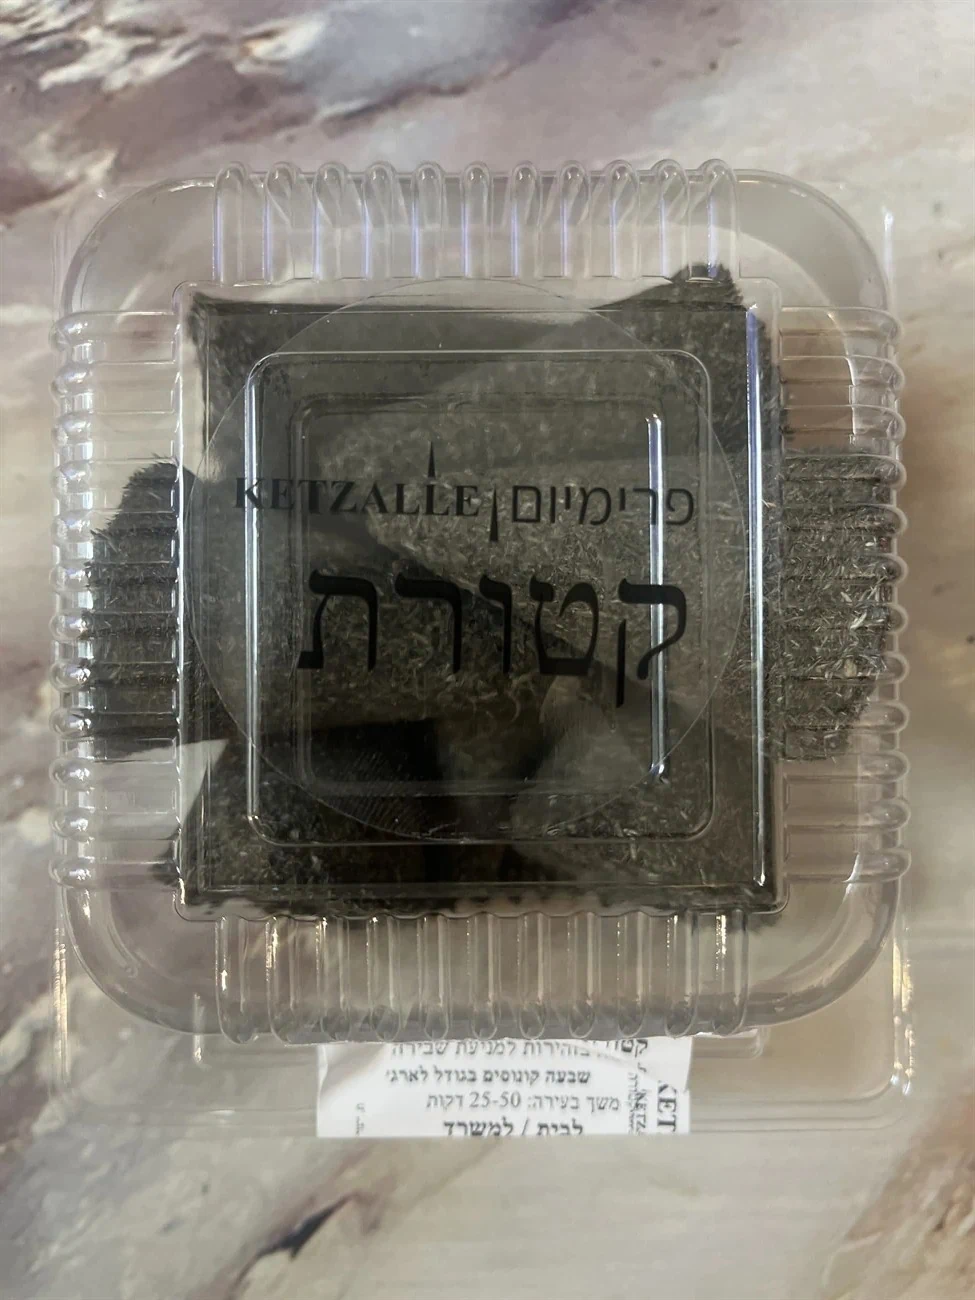 KETZALLE | פרימיום
קטורת
בזהירות למניעת שבירה
שבעה קונוסים בגודל לארג'
משך בעירה: 25-50 דקות
לבית / למשרד